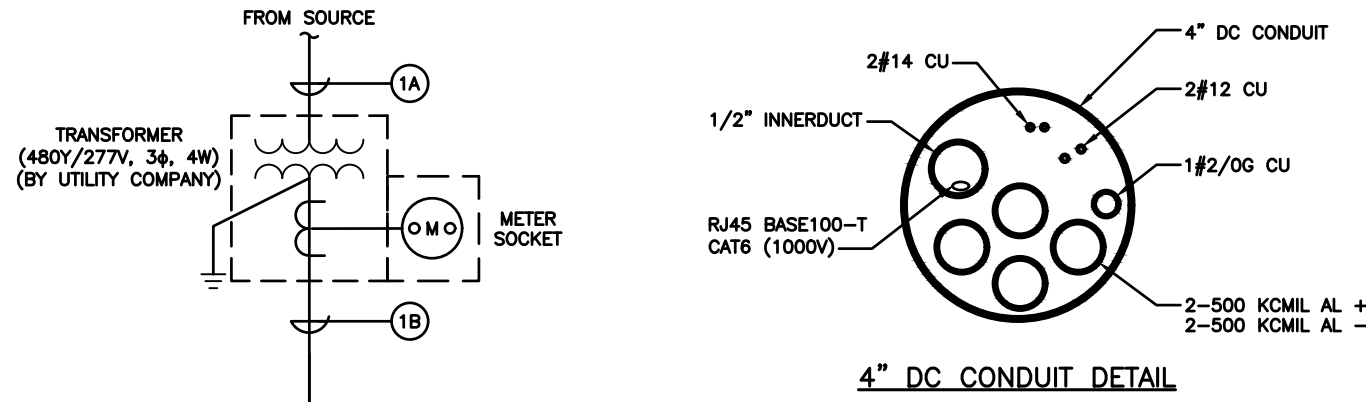 FROM SOURCE
1A
TRANSFORMER
(480Y/277V, 3ϕ, 4W)
(BY UTILITY COMPANY)
M
METER
SOCKET
1B
4" DC CONDUIT
2#14 CU
2#12 CU
1/2" INNERDUCT
1#2/0G CU
RJ45 BASE100-T
CAT6 (1000V)
2-500 KCMIL AL +
2-500 KCMIL AL -
4" DC CONDUIT DETAIL